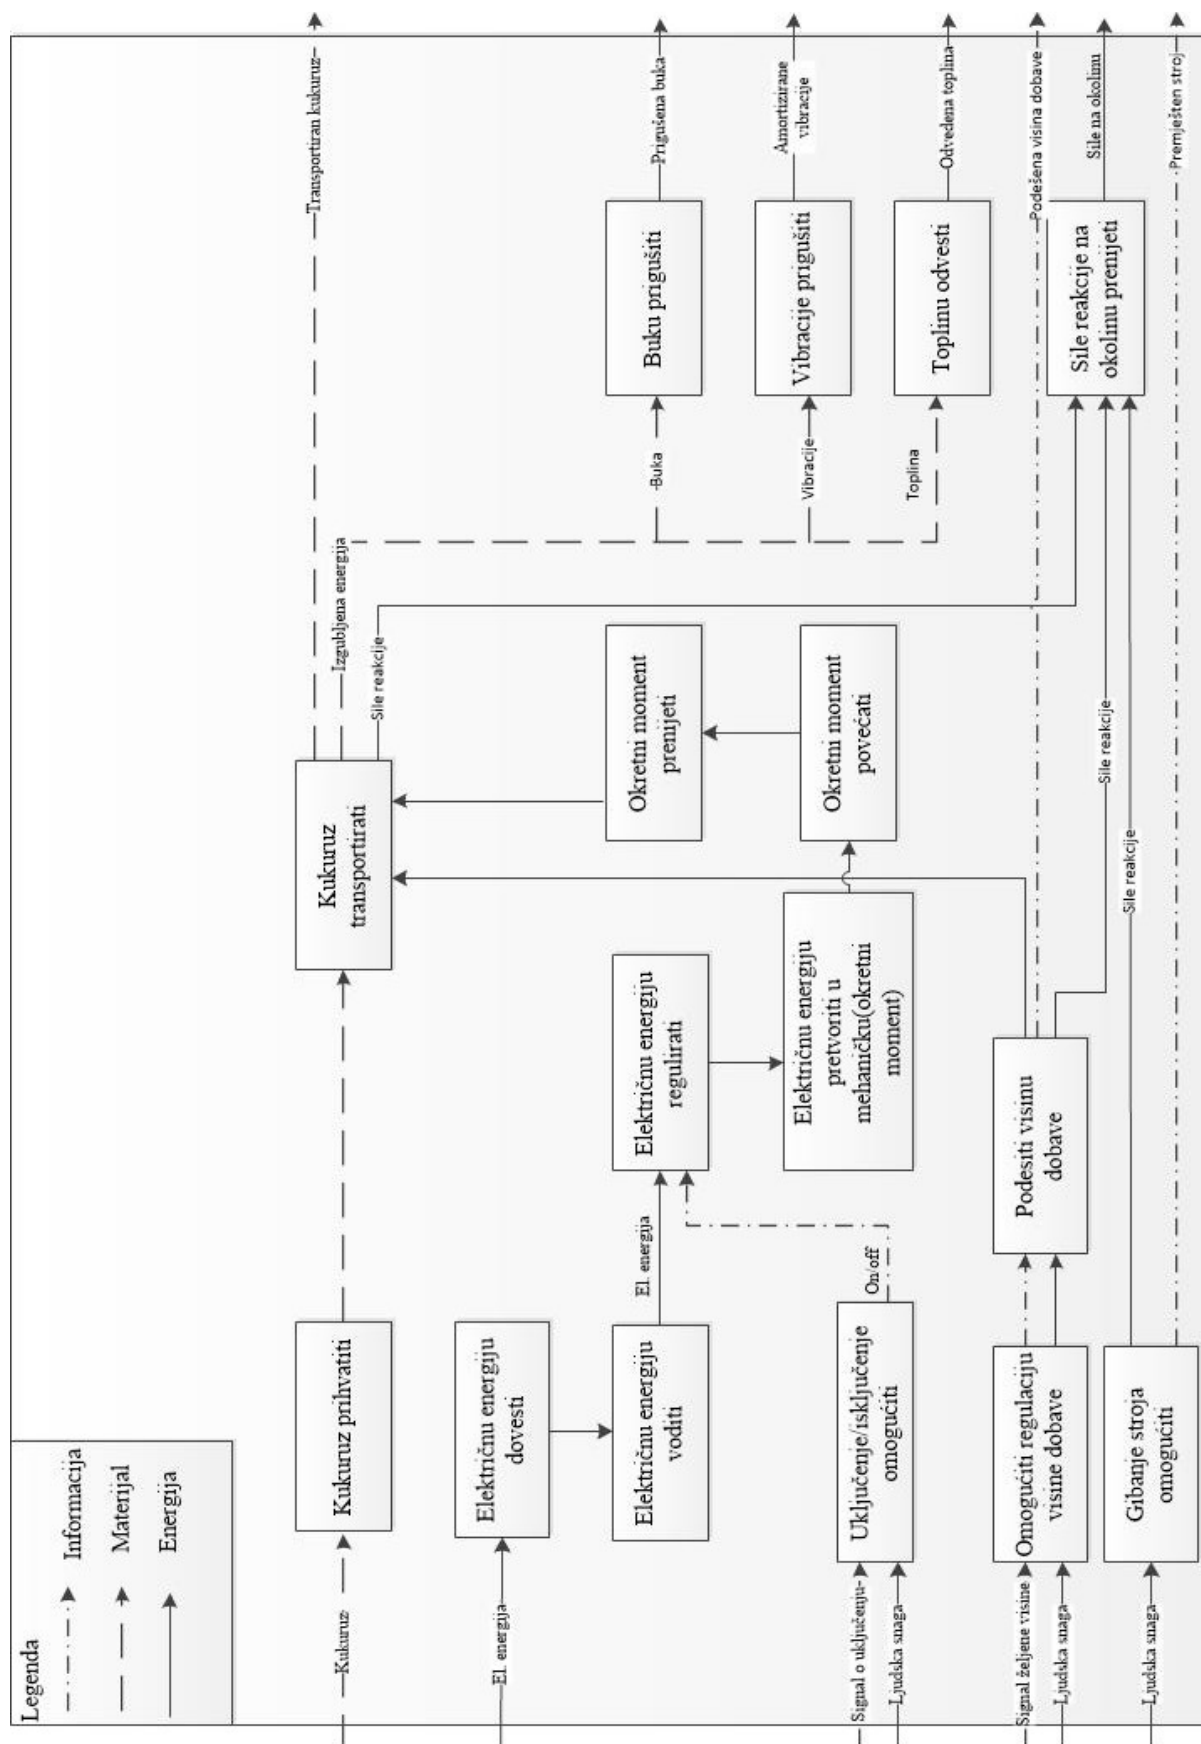 Legenda
Informacija
Materijal
Energija
Kukuruz
Kukuruz prihvatiti
Kukuruz
transportirati
Transportiran kukuruz
Izgubljena energija
Sile reakcije
El. energija
Električnu energiju
dovesti
Električnu energiju
voditi
El. energija
Električnu energiju
regulirati
Električnu energiju
pretvoriti u
mehaničku(okretni
moment)
Okretni moment
povećati
Okretni moment
prenijeti
Buka
Buku prigušiti
Prigušena buka
Vibracije
Vibracije prigušiti
Amortizirane
vibracije
Toplina
Toplinu odvesti
Odvedena toplina
Signal o uključenju
Ljudska snaga
Uključenje/isključenje
omogućiti
On/off
Signal željene visine
Ljudska snaga
Omogućiti regulaciju
visine dobave
Podesiti visinu
dobave
Podešena visina dobave
Sile reakcije
Sile reakcije na
okolinu prenijeti
Sile na okolinu
Ljudska snaga
Gibanje stroja
omogućiti
Sile reakcije
Premješten stroj